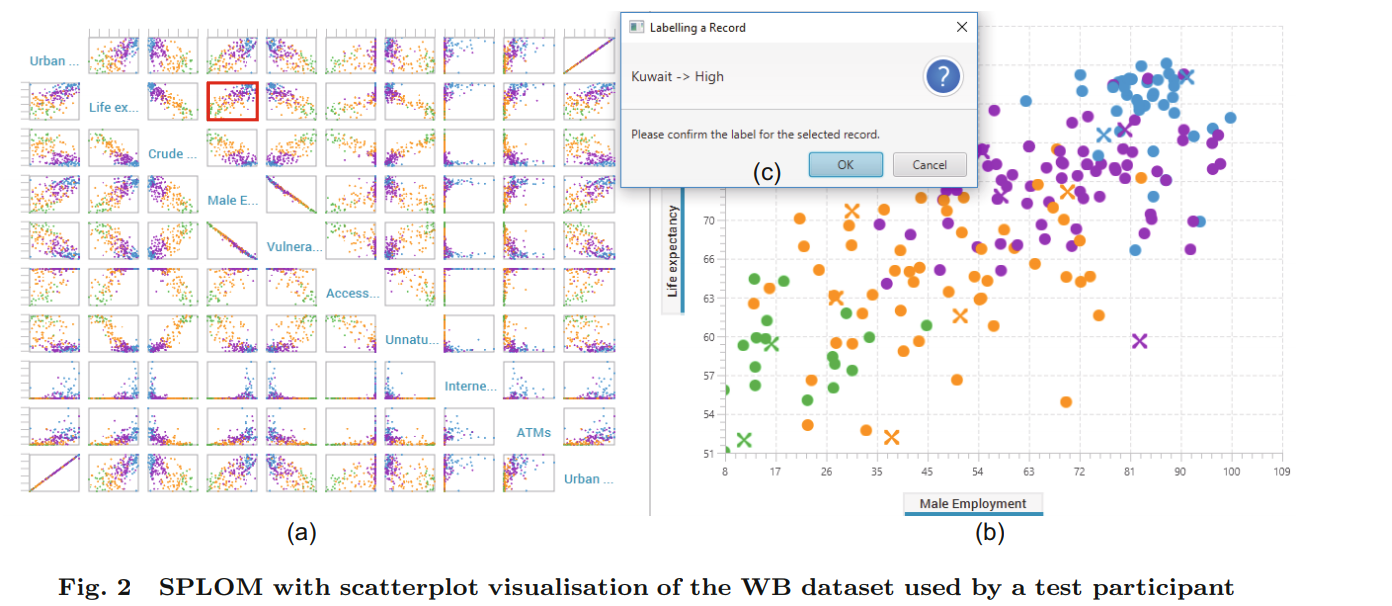 Urban ...
Life ex...
Crude ...
Male E...
Vulnera...
Access...
Unnatu...
Interne...
ATMs
Urban ...
(a)
Labelling a Record
Kuwait -> High
?
Please confirm the label for the selected record.
OK
Cancel
(c)
Life expectancy
70
66
63
60
57
54
51
8
17
26
35
45
54
63
72
81
90
100
109
Male Employment
(b)
Fig. 2 SPLOM with scatterplot visualisation of the WB dataset used by a test participant